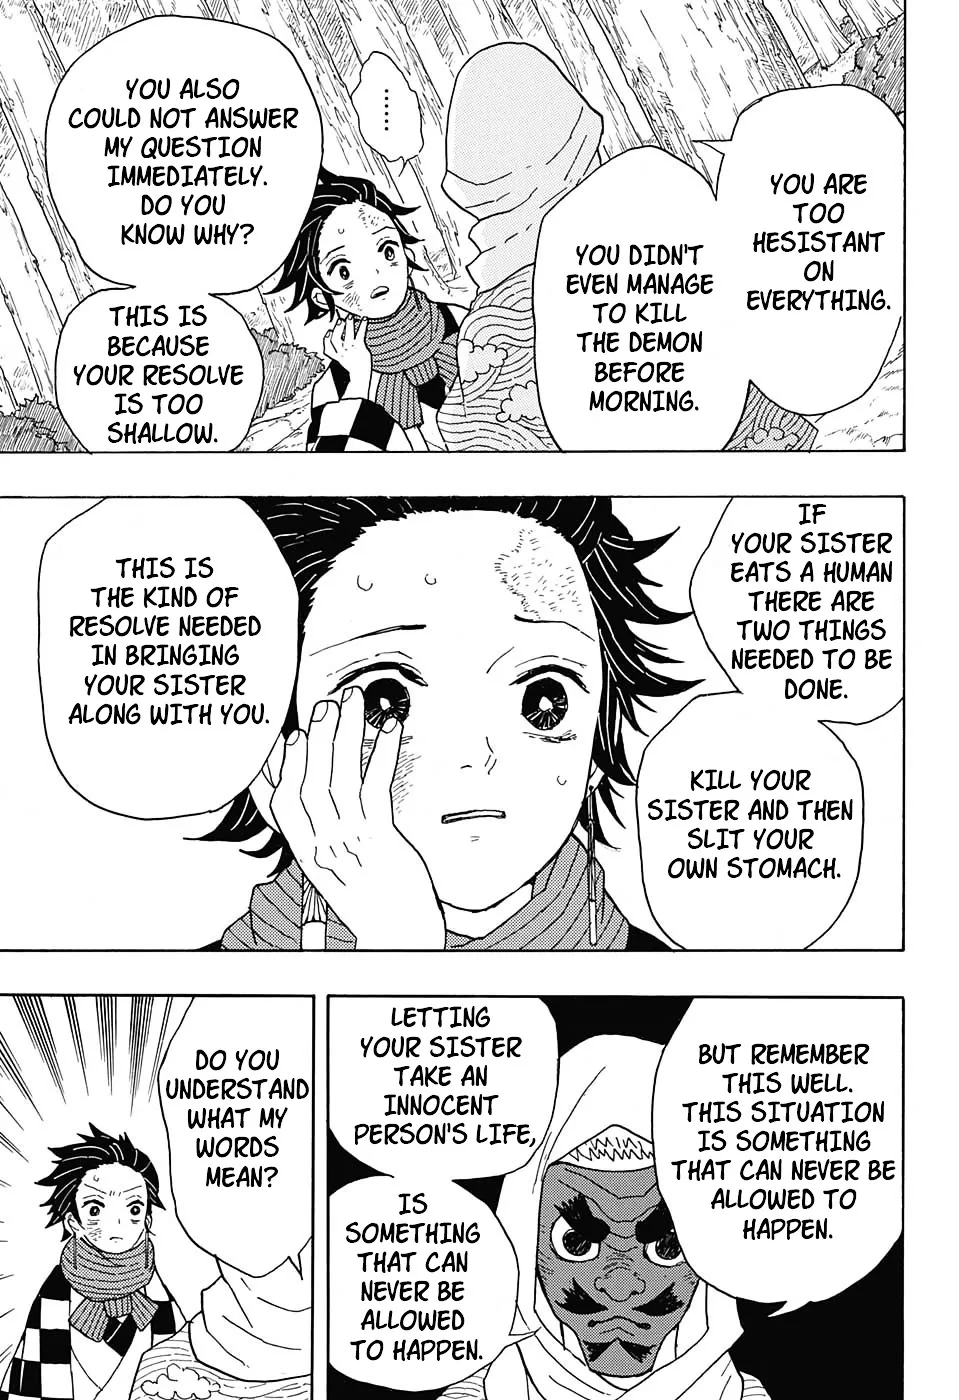 YOU ARE
TOO
HESISTANT
ON
EVERYTHING.
YOU DIDN'T
EVEN MANAGE
TO KILL
THE DEMON
BEFORE
MORNING.
......
YOU ALSO
COULD NOT ANSWER
MY QUESTION
IMMEDIATELY.
DO YOU
KNOW WHY?
THIS IS
BECAUSE
YOUR RESOLVE
IS TOO
SHALLOW.
IF
YOUR SISTER
EATS A HUMAN
THERE ARE
TWO THINGS
NEEDED TO BE
DONE.
KILL YOUR
SISTER AND THEN
SLIT YOUR
OWN STOMACH.
THIS IS
THE KIND OF
RESOLVE NEEDED
IN BRINGING
YOUR SISTER
ALONG WITH YOU.
BUT REMEMBER
THIS WELL.
THIS SITUATION
IS SOMETHING
THAT CAN NEVER BE
ALLOWED TO
HAPPEN.
LETTING
YOUR SISTER
TAKE AN
INNOCENT
PERSON'S LIFE,
IS
SOMETHING
THAT CAN
NEVER BE
ALLOWED
TO HAPPEN.
DO YOU
UNDERSTAND
WHAT MY
WORDS
MEAN?